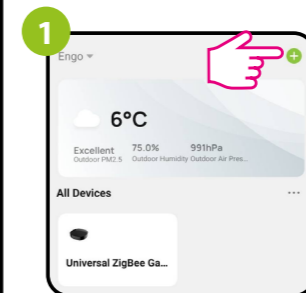 1
Engo
6°C
Excellent 75.0% 991hPa
Outdoor PM2.5 Outdoor Humidity Outdoor Air Pres...
All Devices
Universal ZigBee Ga...